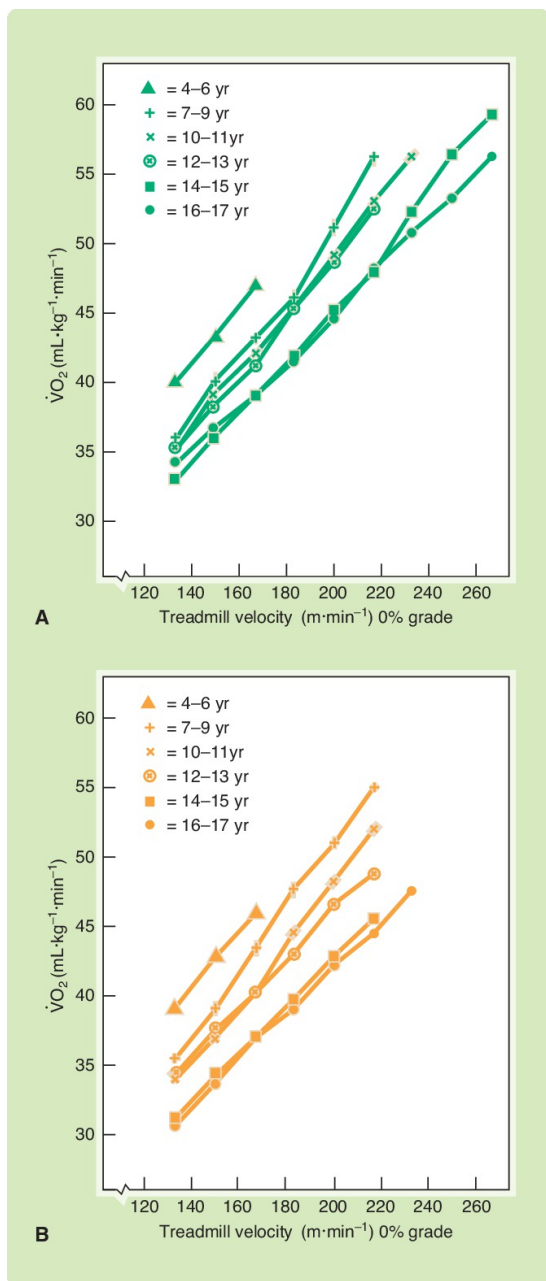 60
55
50
45
40
35
30
V̇O₂ (mL·kg⁻¹·min⁻¹)
= 4–6 yr
= 7–9 yr
= 10–11yr
= 12–13 yr
= 14–15 yr
= 16–17 yr
120 140 160 180 200 220 240 260
Treadmill velocity (m·min⁻¹) 0% grade
A
60
55
50
45
40
35
30
V̇O₂ (mL·kg⁻¹·min⁻¹)
= 4–6 yr
= 7–9 yr
= 10–11yr
= 12–13 yr
= 14–15 yr
= 16–17 yr
120 140 160 180 200 220 240 260
Treadmill velocity (m·min⁻¹) 0% grade
B